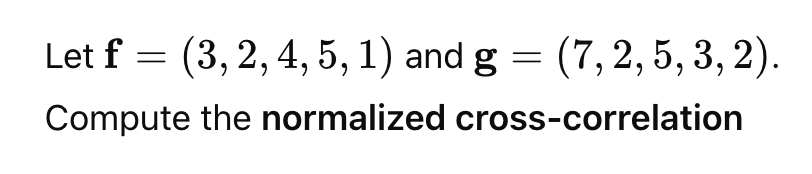 Let f = (3, 2, 4, 5, 1) and g = (7, 2, 5, 3, 2).
Compute the normalized cross-correlation